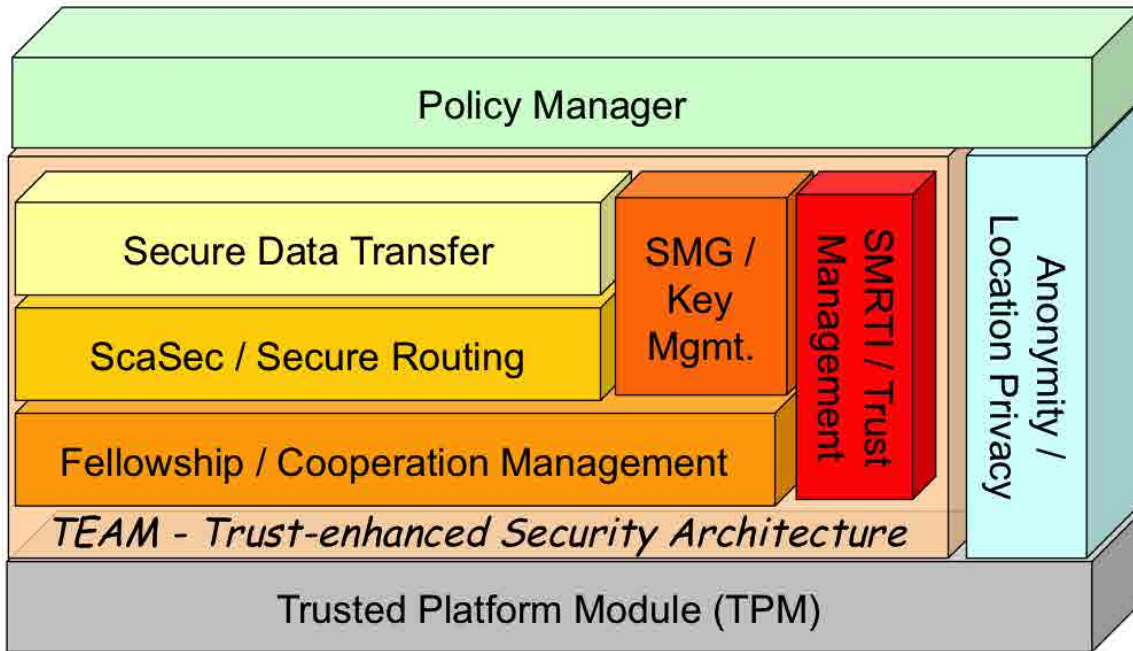 Policy Manager
Secure Data Transfer
SMG /
Key
Mgmt.
SMRTI / Trust
Management
Anonymity /
Location Privacy
ScaSec / Secure Routing
Fellowship / Cooperation Management
TEAM - Trust-enhanced Security Architecture
Trusted Platform Module (TPM)